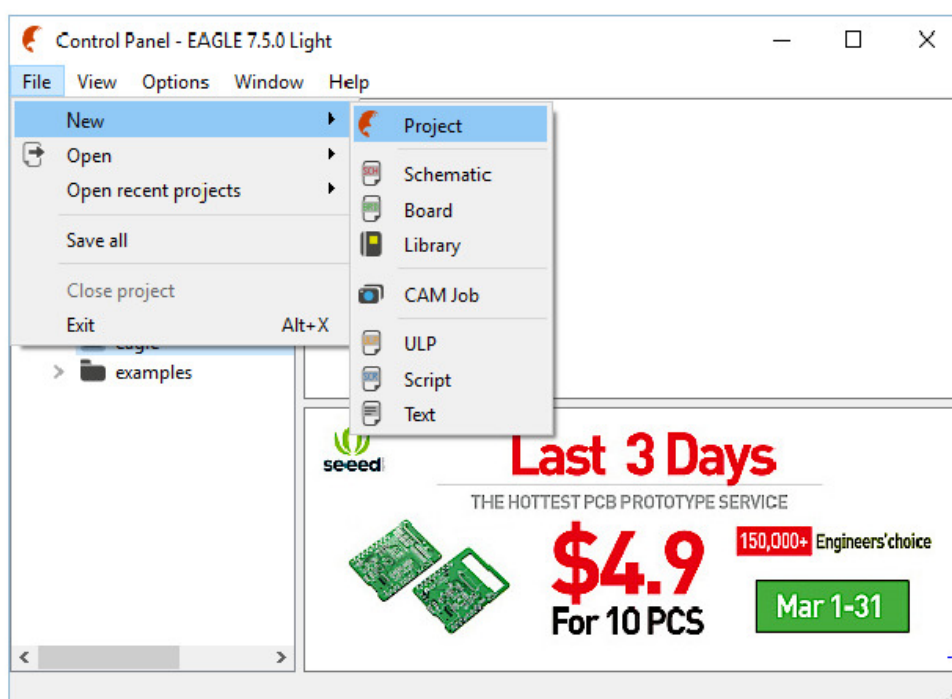 Control Panel - EAGLE 7.5.0 Light
File View Options Window Help
New
Open
Open recent projects
Save all
Close project
Exit Alt+X
Project
Schematic
Board
Library
CAM Job
ULP
Script
Text
eagle
examples
seeed
Last 3 Days
THE HOTTEST PCB PROTOTYPE SERVICE
$4.9
For 10 PCS
150,000+ Engineers'choice
Mar 1-31